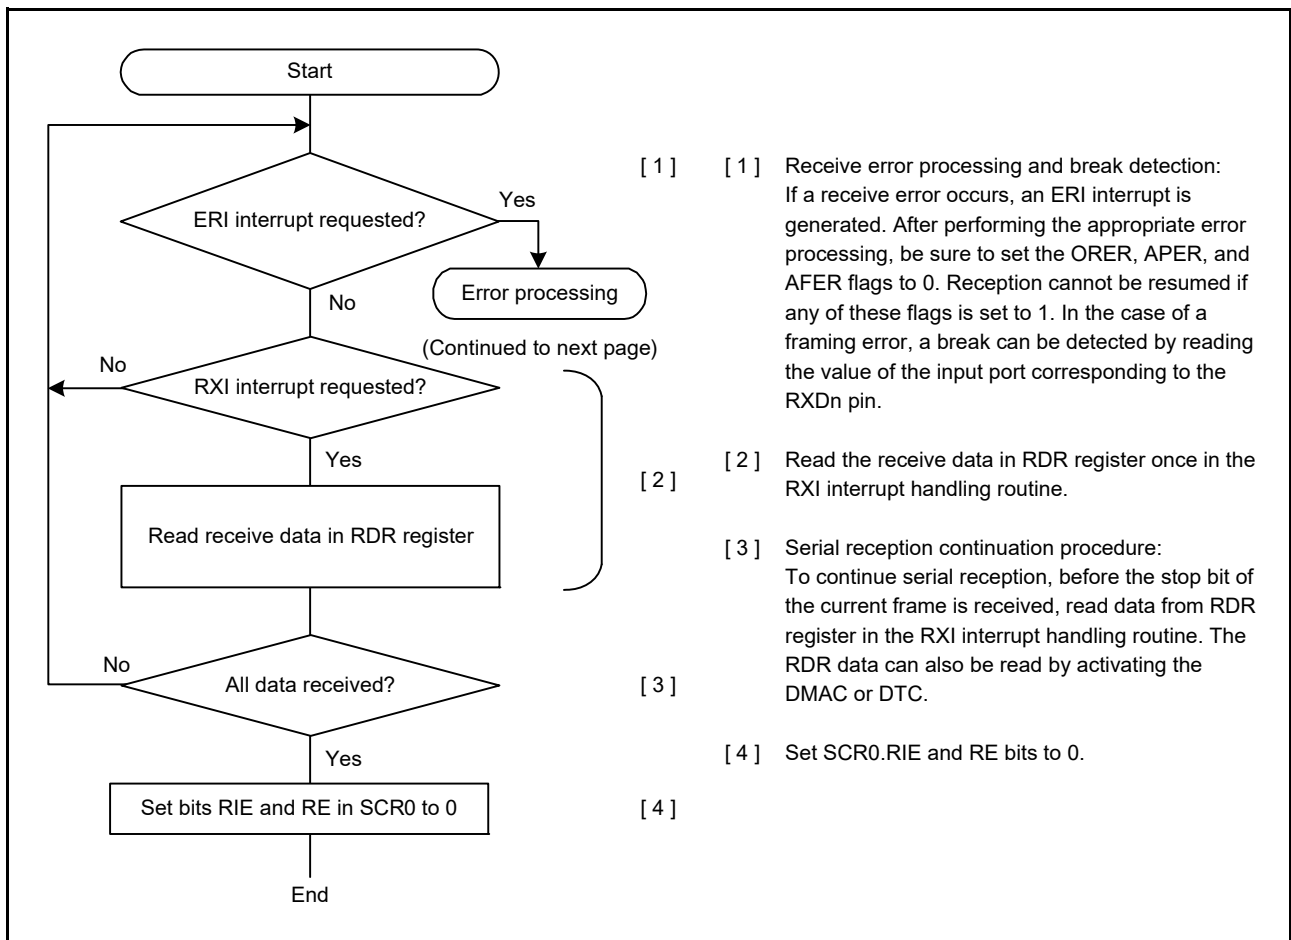 Start
ERI interrupt requested?
Yes
Error processing
(Continued to next page)
No
RXI interrupt requested?
No
Yes
Read receive data in RDR register
All data received?
No
Yes
Set bits RIE and RE in SCR0 to 0
End
[ 1 ]
[ 2 ]
[ 3 ]
[ 4 ]
[ 1 ] Receive error processing and break detection:
If a receive error occurs, an ERI interrupt is
generated. After performing the appropriate error
processing, be sure to set the ORER, APER, and
AFER flags to 0. Reception cannot be resumed if
any of these flags is set to 1. In the case of a
framing error, a break can be detected by reading
the value of the input port corresponding to the
RXDn pin.
[ 2 ] Read the receive data in RDR register once in the
RXI interrupt handling routine.
[ 3 ] Serial reception continuation procedure:
To continue serial reception, before the stop bit of
the current frame is received, read data from RDR
register in the RXI interrupt handling routine. The
RDR data can also be read by activating the
DMAC or DTC.
[ 4 ] Set SCR0.RIE and RE bits to 0.